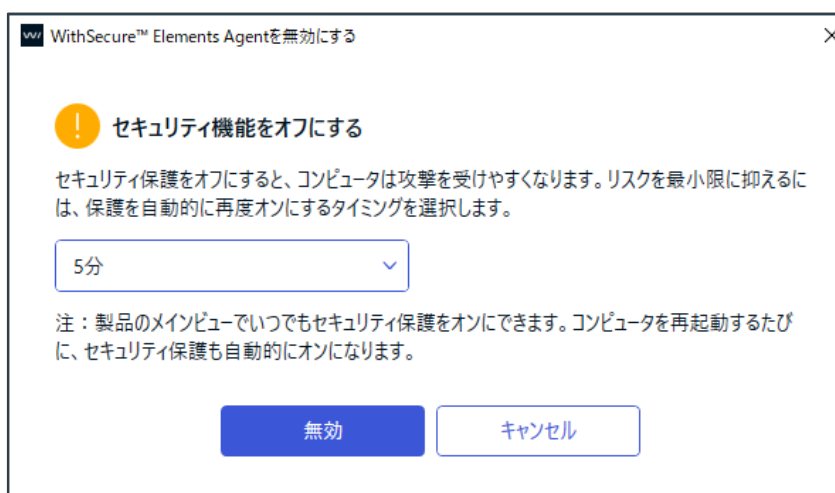 WithSecure™ Elements Agentを無効にする
セキュリティ機能をオフにする
セキュリティ保護をオフにすると、コンピュータは攻撃を受けやすくなります。リスクを最小限に抑えるに
は、保護を自動的に再度オンにするタイミングを選択します。
5分
注：製品のメインビューでいつでもセキュリティ保護をオンにできます。コンピュータを再起動するたび
に、セキュリティ保護も自動的にオンになります。
無効
キャンセル